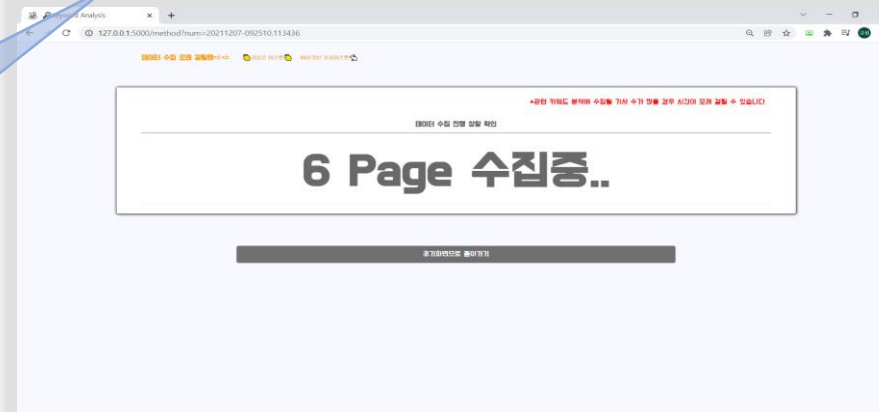 Keyword Analysis
127.0.0.1:5000/method?num=20211207-092510.113436
데이터 수집 오래 걸릴땐
*관련 키워드 분석에 수집될 기사 수가 많을 경우 시간이 오래 걸릴 수 있습니다
데이터 수집 진행 상황 확인
6 Page 수집중..
초기화면으로 돌아가기